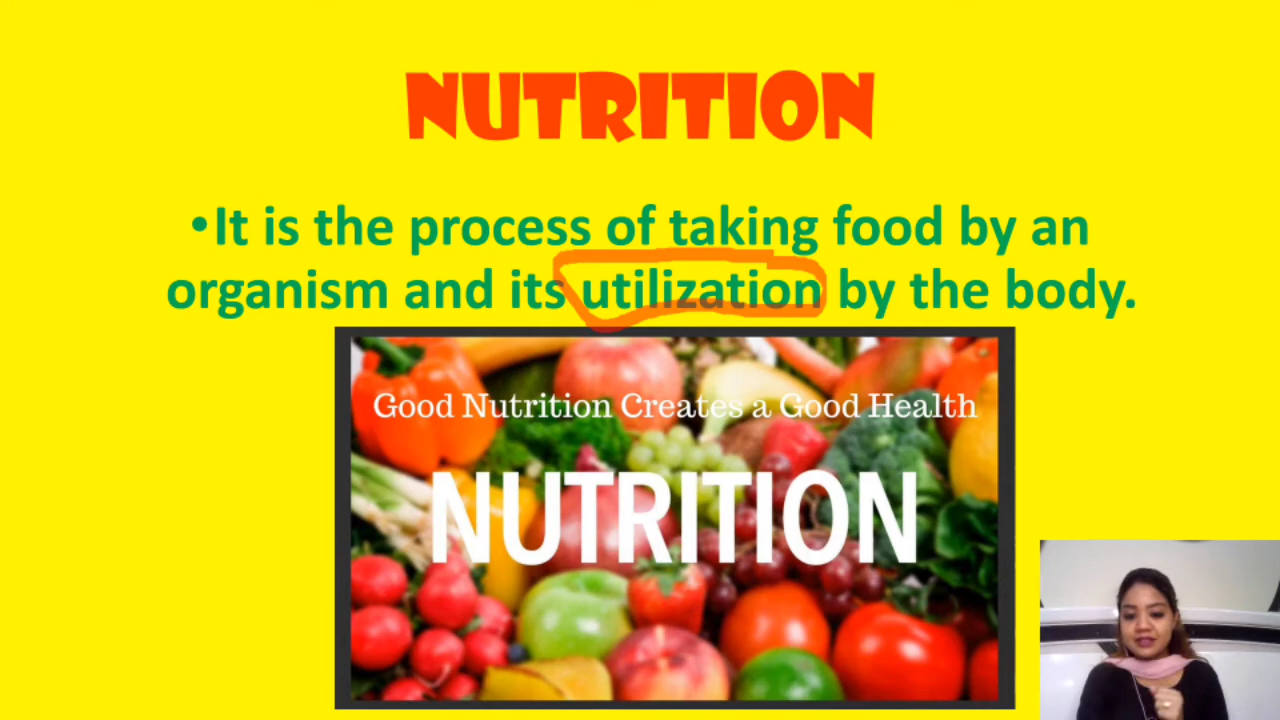 NUTRITION
•It is the process of taking food by an
organism and its utilization by the body.
Good Nutrition Creates a Good Health
NUTRITION